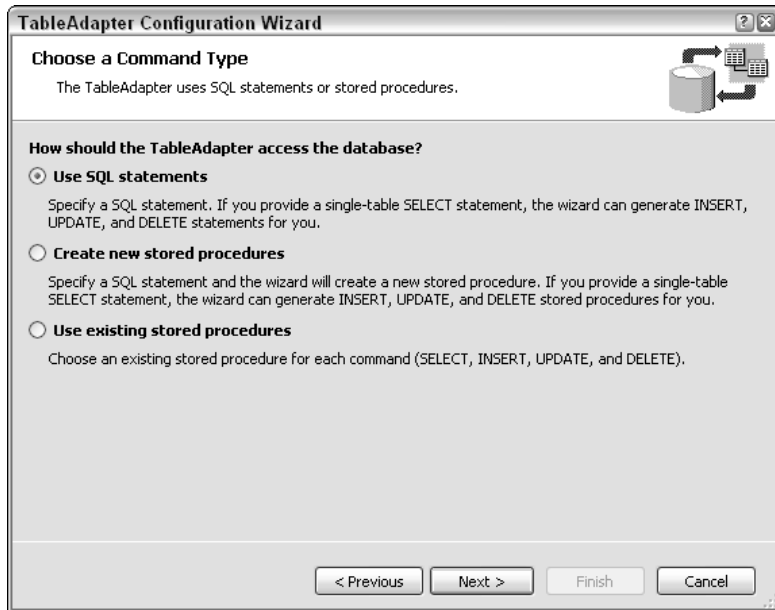 TableAdapter Configuration Wizard
Choose a Command Type
The TableAdapter uses SQL statements or stored procedures.
How should the TableAdapter access the database?
Use SQL statements
Specify a SQL statement. If you provide a single-table SELECT statement, the wizard can generate INSERT,
UPDATE, and DELETE statements for you.
Create new stored procedures
Specify a SQL statement and the wizard will create a new stored procedure. If you provide a single-table
SELECT statement, the wizard can generate INSERT, UPDATE, and DELETE stored procedures for you.
Use existing stored procedures
Choose an existing stored procedure for each command (SELECT, INSERT, UPDATE, and DELETE).
< Previous Next > Finish Cancel